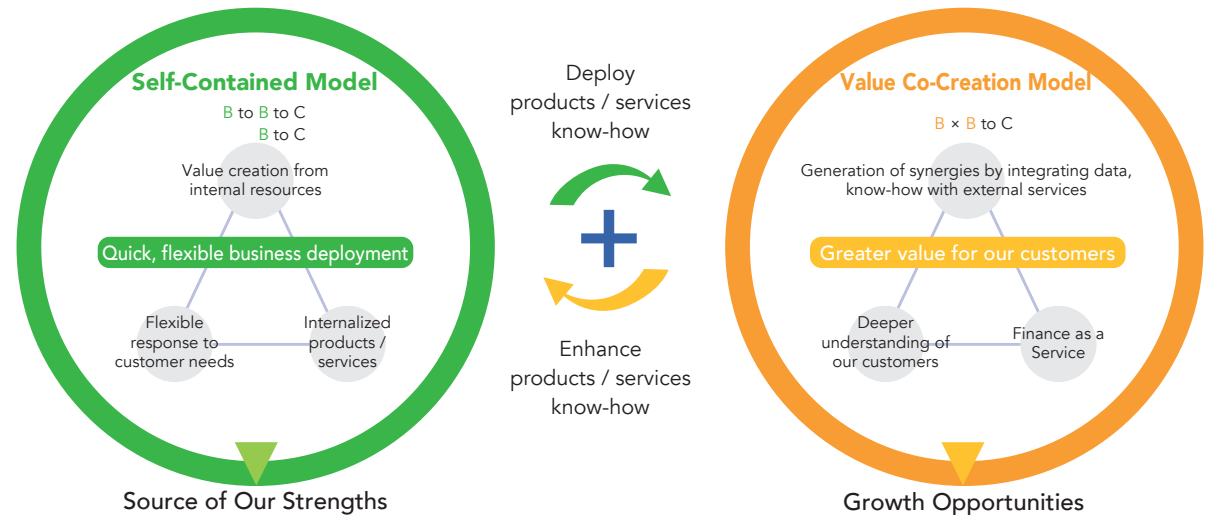 Self-Contained Model
B to B to C
B to C
Value creation from
internal resources
Quick, flexible business deployment
Flexible
response to
customer needs
Internalized
products /
services
Source of Our Strengths
Deploy
products / services
know-how
Enhance
products / services
know-how
Value Co-Creation Model
B × B to C
Generation of synergies by integrating data,
know-how with external services
Greater value for our customers
Deeper
understanding of
our customers
Finance as a
Service
Growth Opportunities